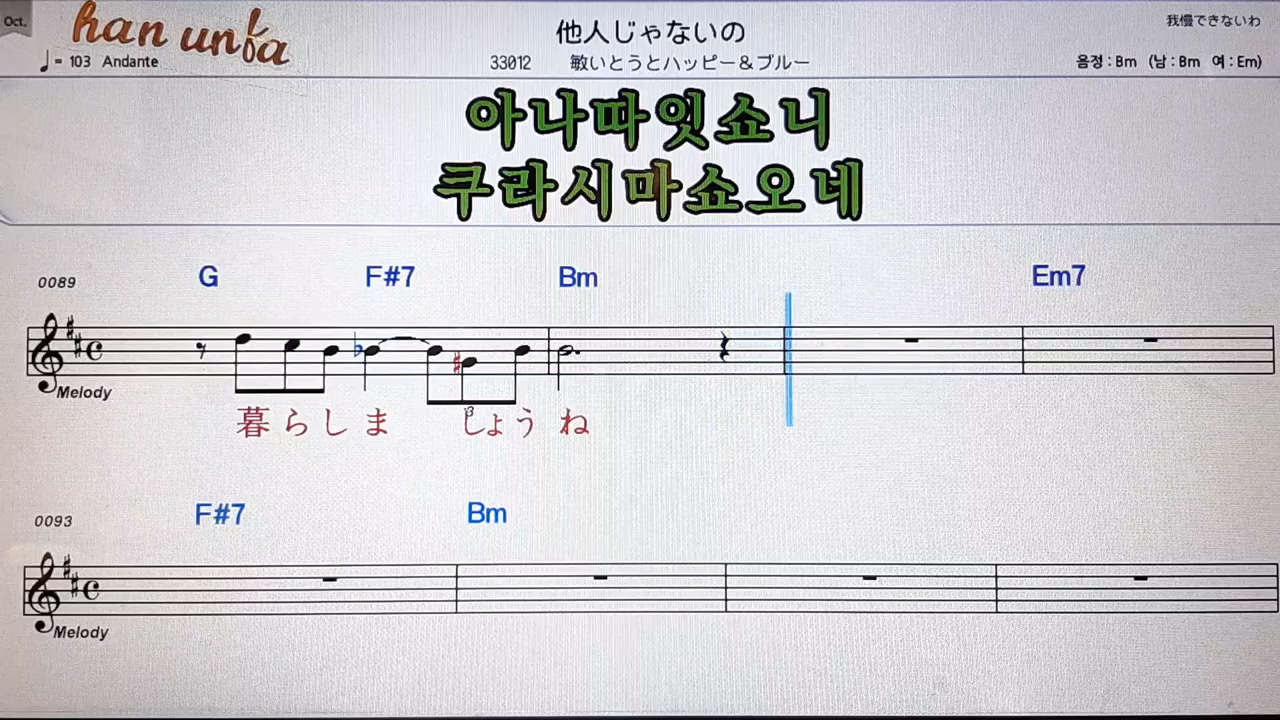 Oct.
han unba
他人じゃないの
我慢できないわ
♩= 103 Andante
33012 敏いとうとハッピー＆ブルー
음정 : Bm (남 : Bm 여 : Em)
아나따잇쇼니
쿠라시마쇼오네
0089
G F#7 Bm Em7
Melody
3
暮らしま しょう ね
0093
F#7 Bm
Melody